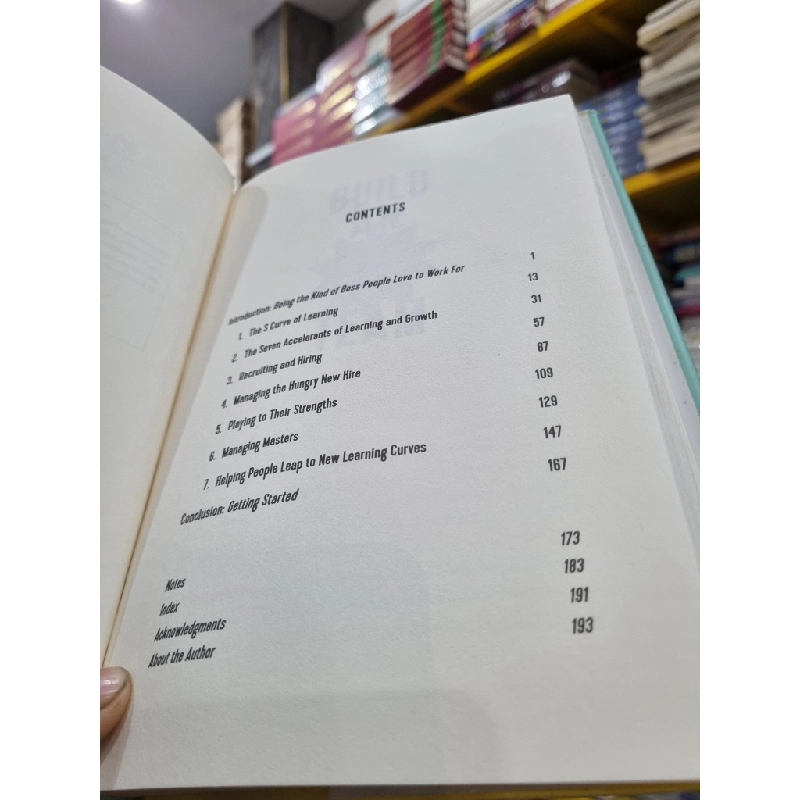 BUILD
CONTENTS
Introduction: Being the Kind of Boss People Love to Work For 1
1. The S Curve of Learning 13
2. The Seven Accelerants of Learning and Growth 31
3. Recruiting and Hiring 57
4. Managing the Hungry New Hire 87
5. Playing to Their Strengths 109
6. Managing Masters 129
7. Helping People Leap to New Learning Curves 147
Conclusion: Getting Started 167
Notes 173
Index 183
Acknowledgments 191
About the Author 193